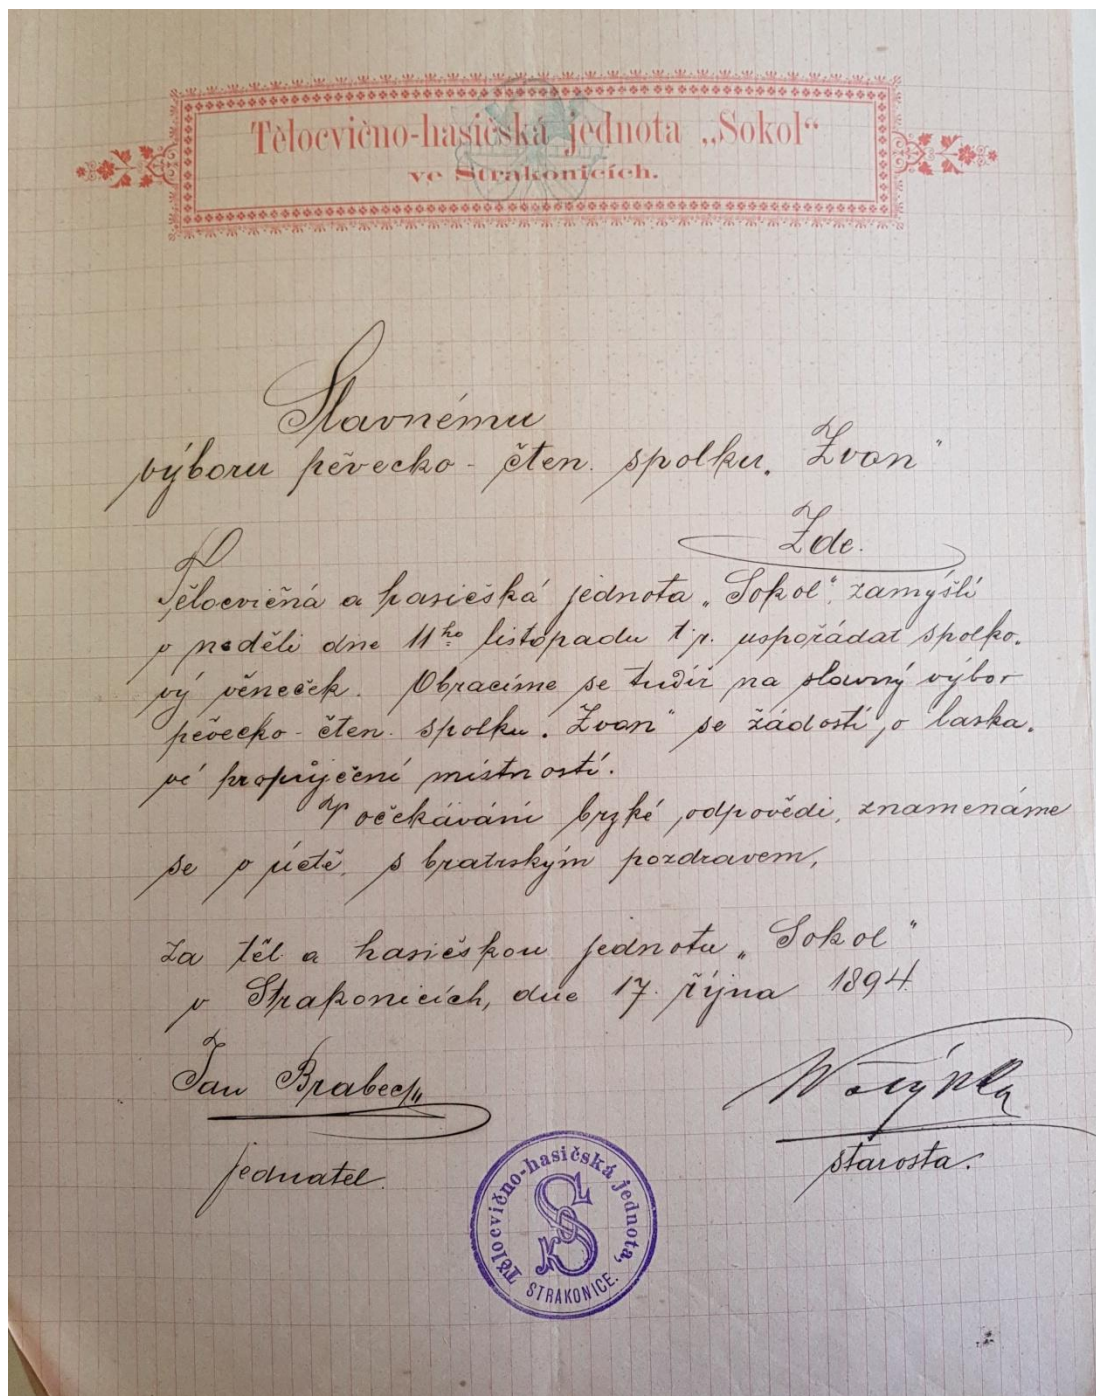 Tělocvično-hasičská jednota „Sokol“
ve Strakonicích.
Slavnému
výboru pěvecko - čten. spolku „Zvon“
Zde.
Tělocvičná a hasičská jednota „Sokol“ zamýšlí
v neděli dne 11ho listopadu t.r. uspořádat spolko-
vý věneček. Obracíme se tudíž na slavný výbor
pěvecko - čten. spolku „Zvon“ se žádostí, o laska-
vé propůjčení místností.
V očekávání brzké odpovědi, znamenáme
se v úctě, s bratrským pozdravem,
za těl. a hasičskou jednotu „Sokol“
v Strakonicích, dne 17. října 1894.
Jan Brabec
jednatel.
starosta.
Tělocvično-hasičská jednota,
STRAKONICE.